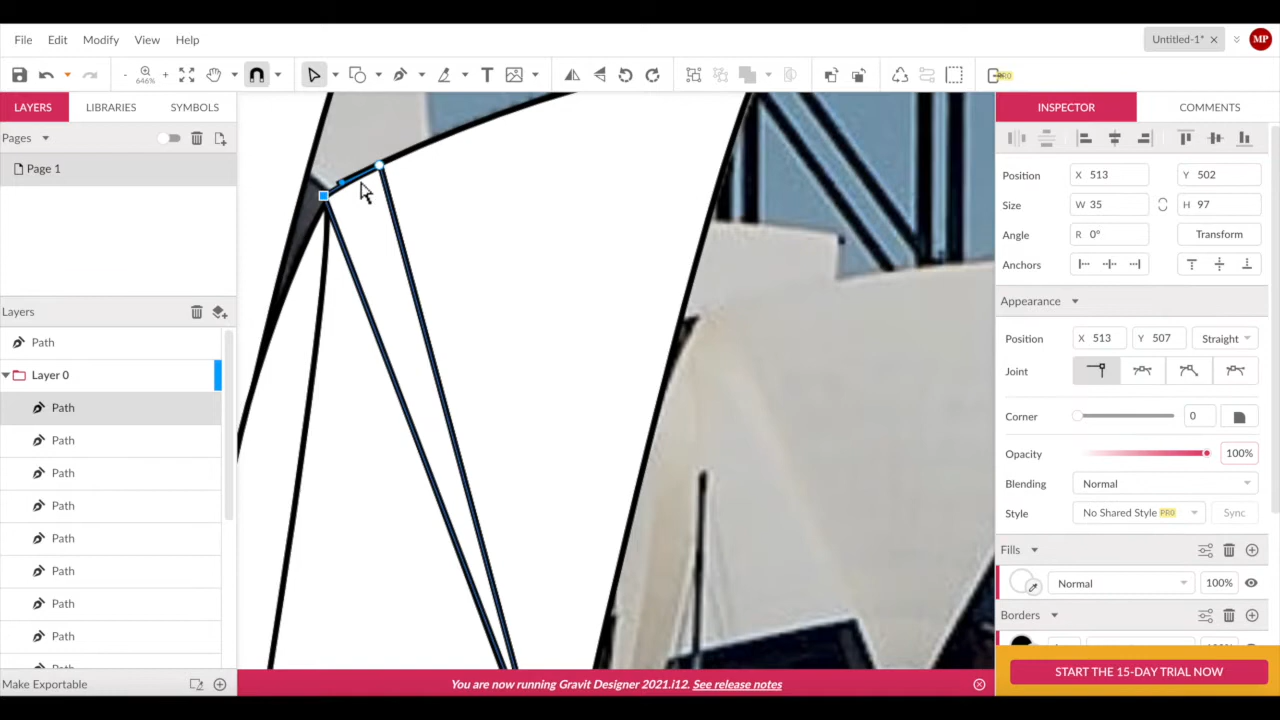 File Edit Modify View Help
Untitled-1* MP
646%
PRO
LAYERS LIBRARIES SYMBOLS
INSPECTOR COMMENTS
Pages
Page 1
Position X 513 Y 502
Size W 35 H 97
Angle R 0° Transform
Anchors
Layers
Path
Layer 0
Path
Path
Path
Path
Path
Path
Path
Path
Appearance
Position X 513 Y 507 Straight
Joint
Corner 0
Opacity 100%
Blending Normal
Style No Shared Style PRO Sync
Fills
Normal 100%
Borders
Make Exportable
You are now running Gravit Designer 2021.i12. See release notes
START THE 15-DAY TRIAL NOW